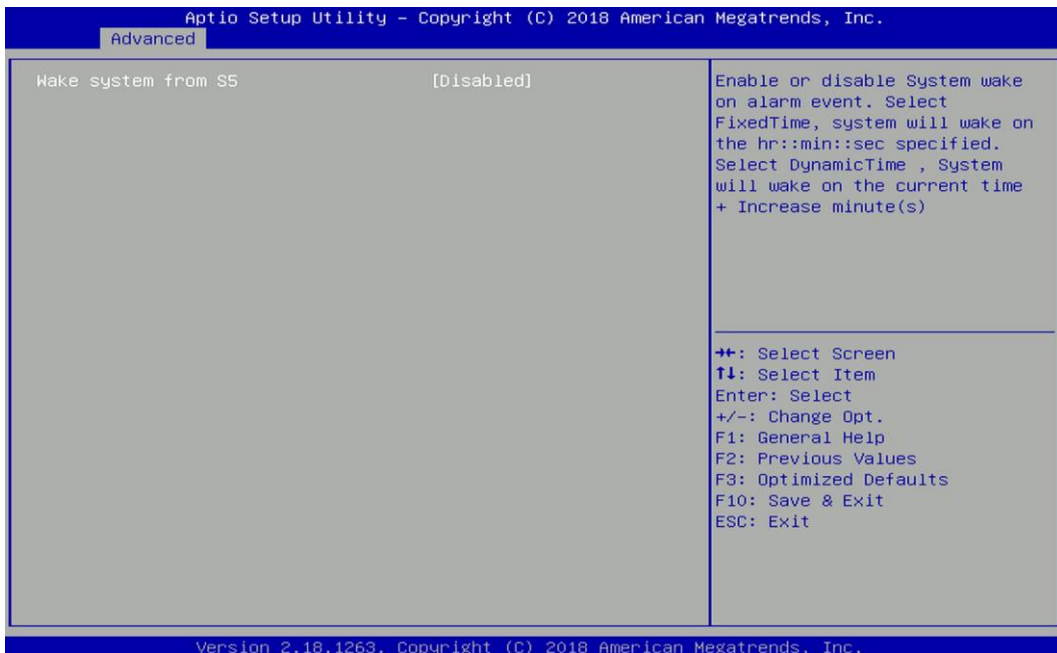 Aptio Setup Utility – Copyright (C) 2018 American Megatrends, Inc.
Advanced
Wake system from S5 [Disabled]
Enable or disable System wake
on alarm event. Select
FixedTime, system will wake on
the hr::min::sec specified.
Select DynamicTime , System
will wake on the current time
+ Increase minute(s)
→←: Select Screen
↑↓: Select Item
Enter: Select
+/-: Change Opt.
F1: General Help
F2: Previous Values
F3: Optimized Defaults
F10: Save & Exit
ESC: Exit
Version 2.18.1263. Copyright (C) 2018 American Megatrends, Inc.